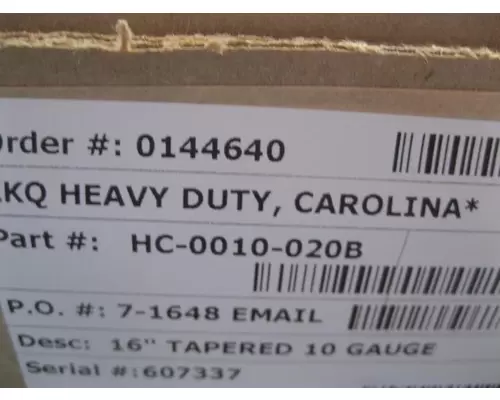 Order #: 0144640
LKQ HEAVY DUTY, CAROLINA*
Part #: HC-0010-020B
P.O. #: 7-1648 EMAIL
Desc: 16" TAPERED 10 GAUGE
Serial #:607337